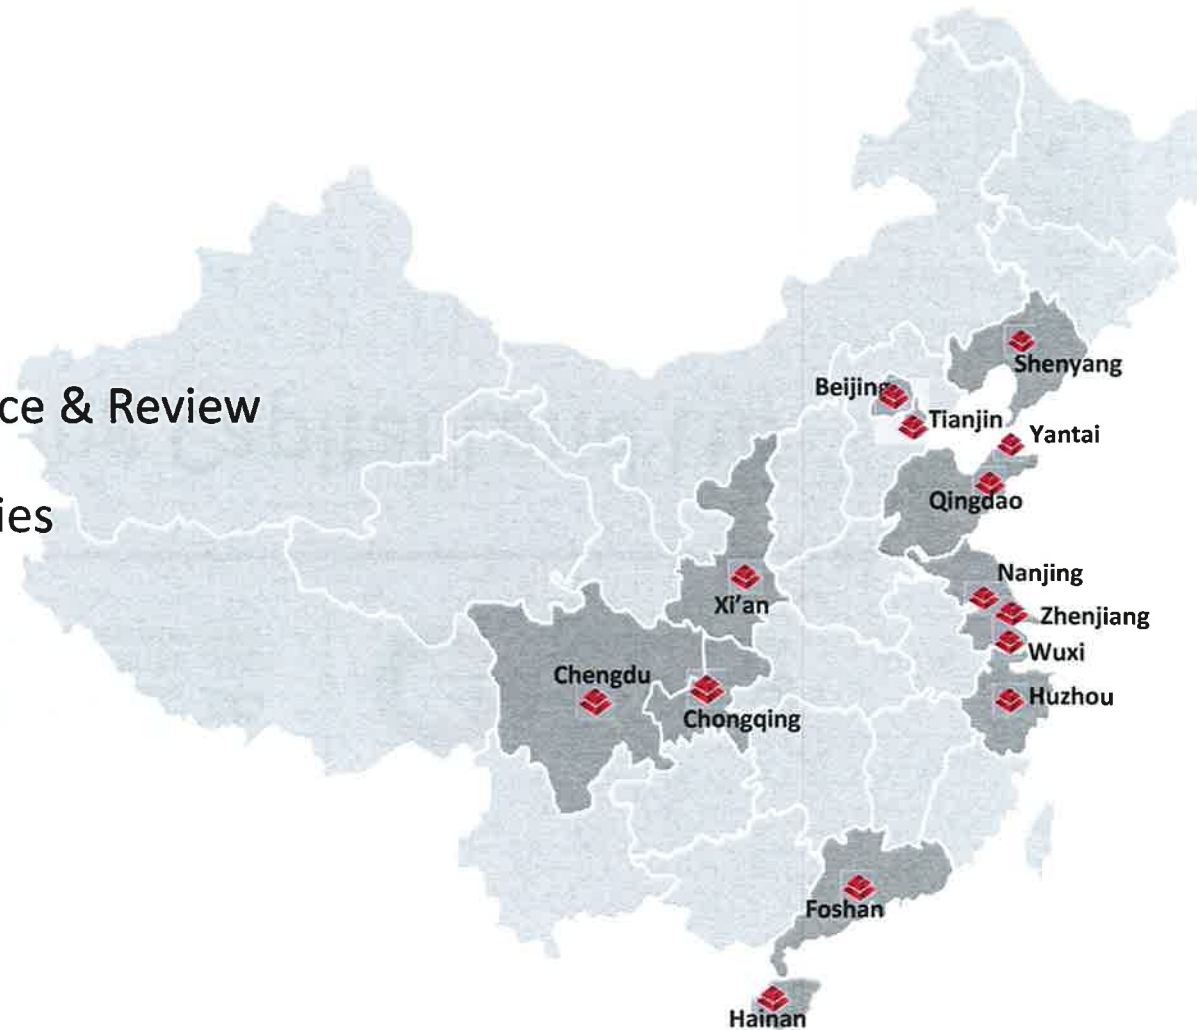 ce & Review
ies
Shenyang
Beijing
Tianjin
Yantai
Qingdao
Nanjing
Xi'an
Zhenjiang
Wuxi
Chengdu
Huzhou
Chongqing
Foshan
Hainan